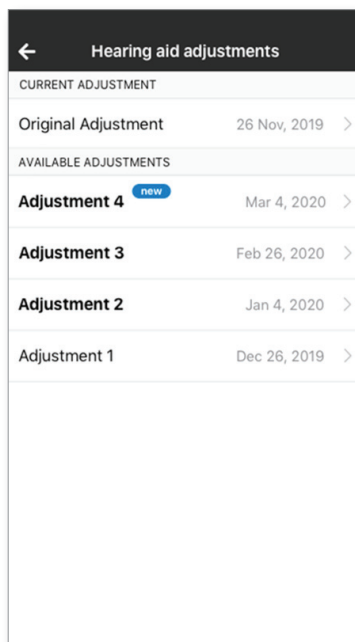 Hearing aid adjustments
CURRENT ADJUSTMENT
Original Adjustment 26 Nov, 2019
AVAILABLE ADJUSTMENTS
Adjustment 4 new Mar 4, 2020
Adjustment 3 Feb 26, 2020
Adjustment 2 Jan 4, 2020
Adjustment 1 Dec 26, 2019